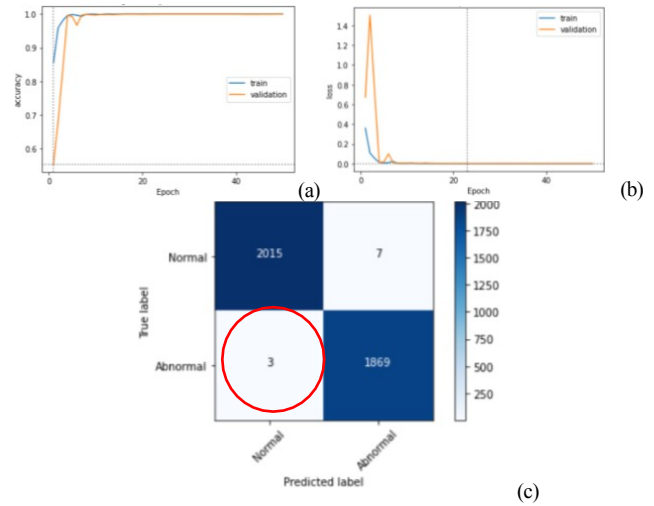 1.0
0.9
0.8
0.7
0.6
accuracy
train
validation
0
20
40
Epoch
(a)
1.4
1.2
1.0
0.8
0.6
0.4
0.2
0.0
loss
train
validation
0
20
40
Epoch
(b)
Normal
Abnormal
True label
2015
7
3
1869
Normal
Abnormal
Predicted label
2000
1750
1500
1250
1000
750
500
250
(c)